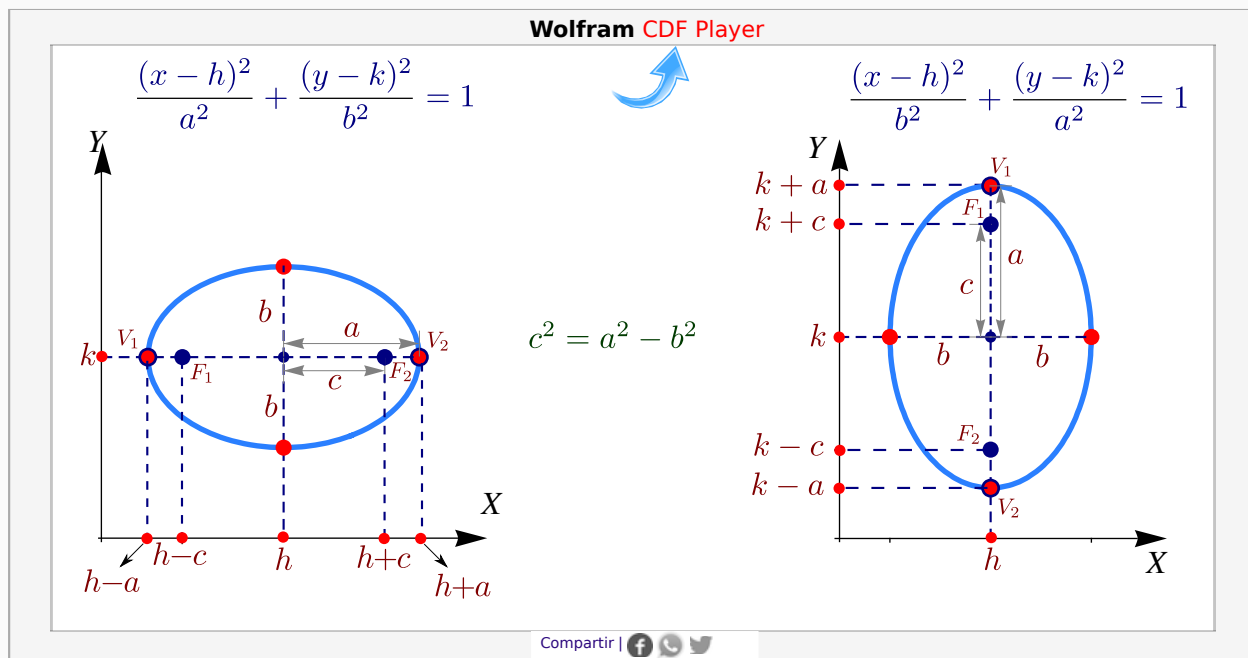 Wolfram CDF Player
(x − h)²/a² + (y − k)²/b² = 1
Y
b
a
V₁
V₂
k
F₁
F₂
c
b
X
h−c
h
h+c
h−a
h+a
c² = a² − b²
(x − h)²/b² + (y − k)²/a² = 1
Y
V₁
k + a
F₁
k + c
a
c
k
b
b
F₂
k − c
k − a
V₂
h
X
Compartir |